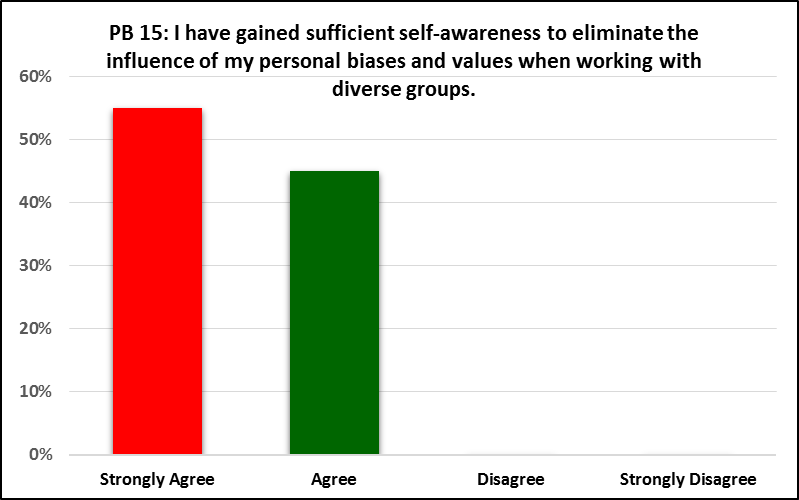 PB 15: I have gained sufficient self-awareness to eliminate the
influence of my personal biases and values when working with
diverse groups.
60%
50%
40%
30%
20%
10%
0%
Strongly Agree Agree Disagree Strongly Disagree